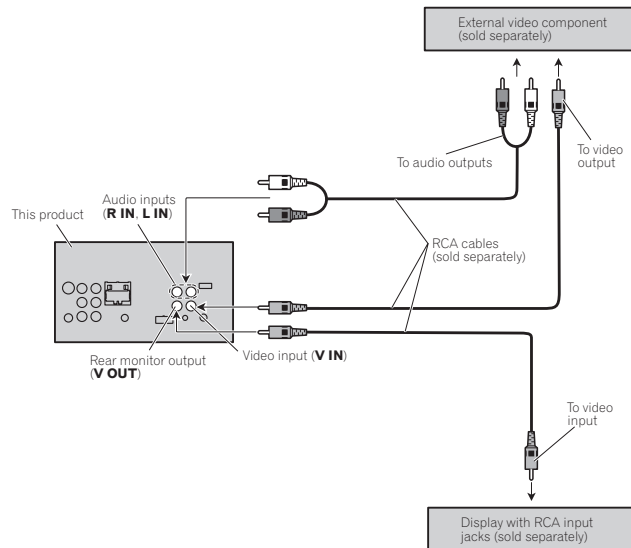 External video component
(sold separately)
To audio outputs
To video
output
Audio inputs
(R IN, L IN)
This product
RCA cables
(sold separately)
Rear monitor output
(V OUT)
Video input (V IN)
To video
input
Display with RCA input
jacks (sold separately)